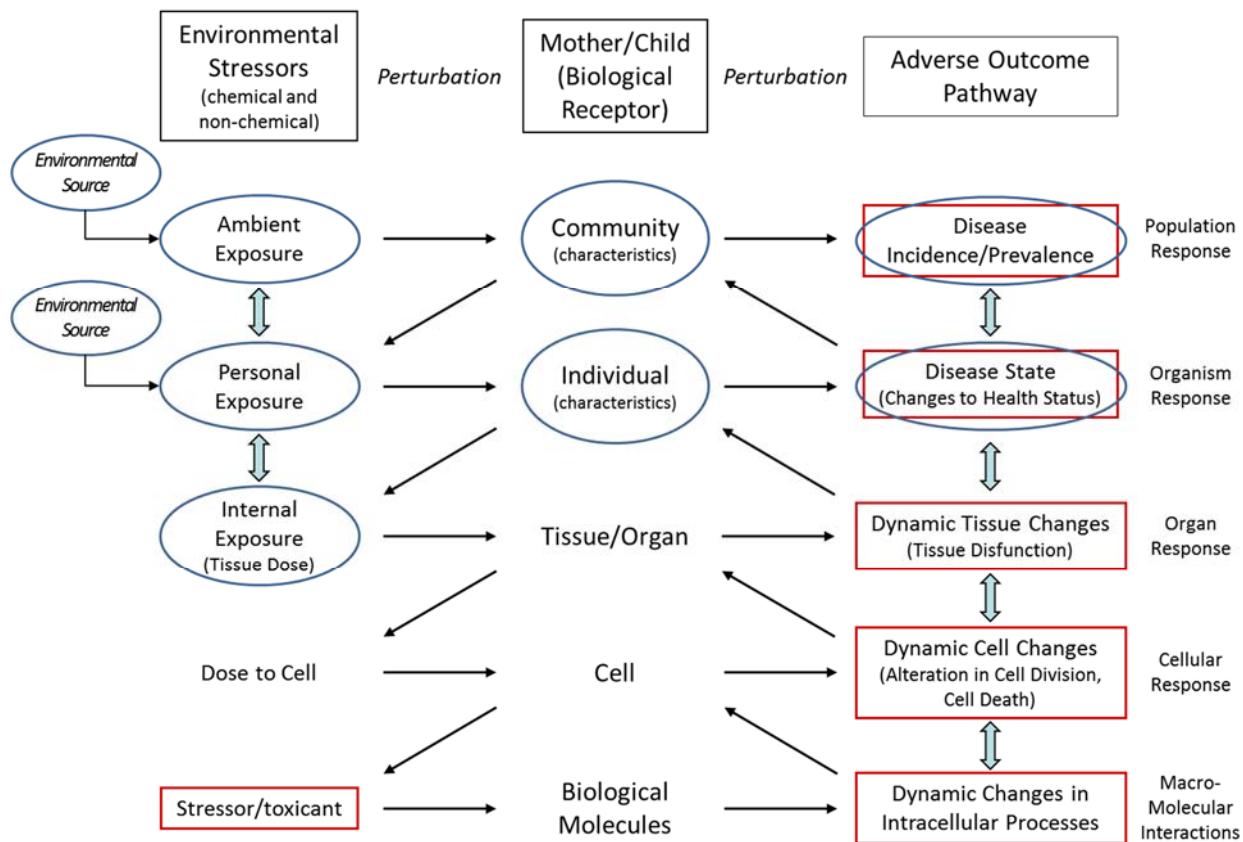 Environmental
Stressors
(chemical and
non-chemical)
Perturbation
Mother/Child
(Biological
Receptor)
Perturbation
Adverse Outcome
Pathway
Environmental
Source
Ambient
Exposure
Community
(characteristics)
Disease
Incidence/Prevalence
Population
Response
Environmental
Source
Personal
Exposure
Individual
(characteristics)
Disease State
(Changes to Health Status)
Organism
Response
Internal
Exposure
(Tissue Dose)
Tissue/Organ
Dynamic Tissue Changes
(Tissue Disfunction)
Organ
Response
Dose to Cell
Cell
Dynamic Cell Changes
(Alteration in Cell Division,
Cell Death)
Cellular
Response
Stressor/toxicant
Biological
Molecules
Dynamic Changes in
Intracellular Processes
Macro-
Molecular
Interactions